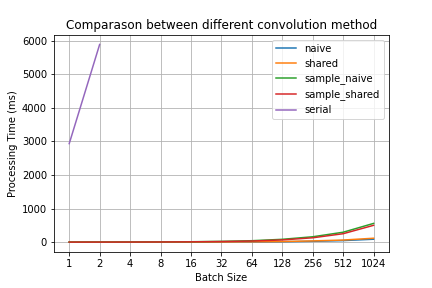 Comparason between different convolution method
Processing Time (ms)
6000
5000
4000
3000
2000
1000
0
naive
shared
sample_naive
sample_shared
serial
1 2 4 8 16 32 64 128 256 512 1024
Batch Size